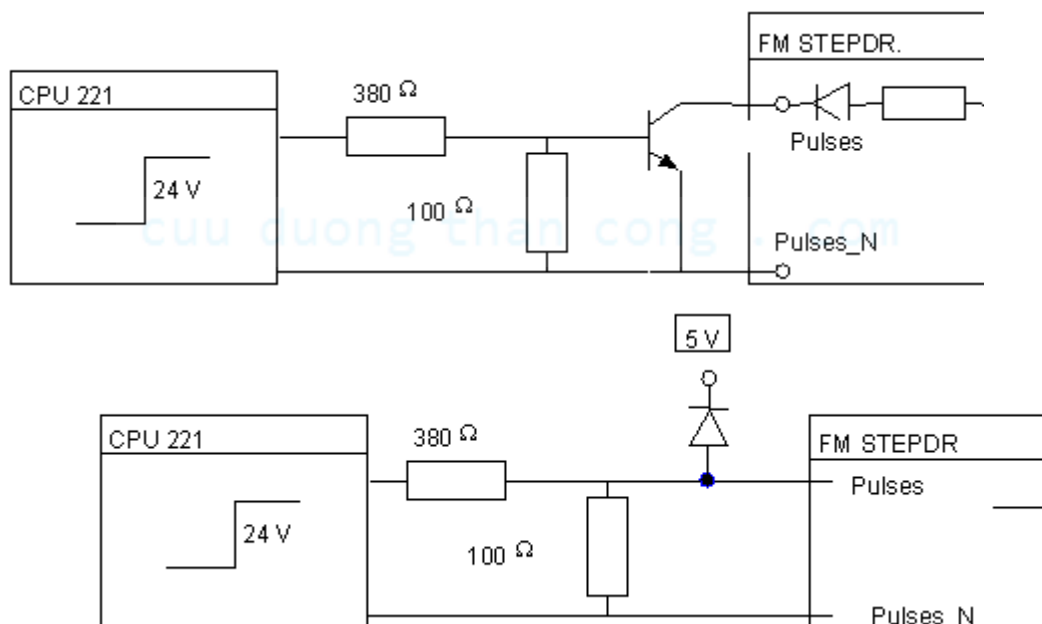 FM STEPDR.
CPU 221
380 Ω
Pulses
24 V
100 Ω
cuu duong than cong . com
Pulses_N
5 V
CPU 221
380 Ω
FM STEPDR
Pulses
24 V
100 Ω
Pulses_N